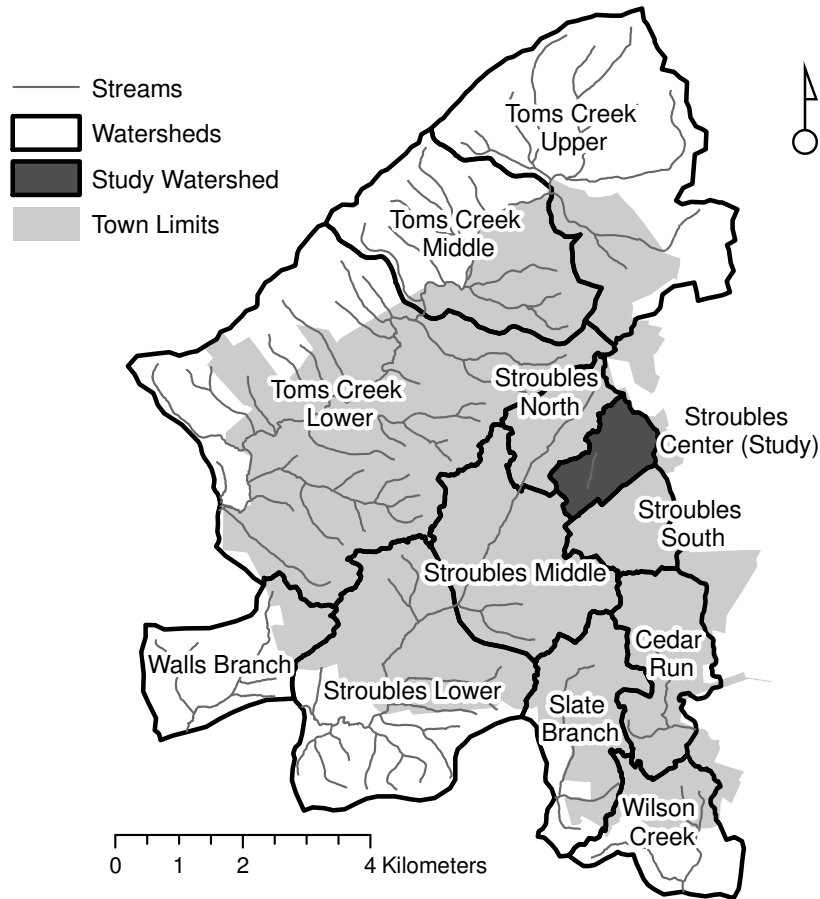 Streams
Watersheds
Study Watershed
Town Limits
Toms Creek
Upper
Toms Creek
Middle
Toms Creek
Lower
Stroubles
North
Stroubles
Center (Study)
Stroubles
South
Stroubles Middle
Cedar
Run
Walls Branch
Stroubles Lower
Slate
Branch
Wilson
Creek
0 1 2 4 Kilometers